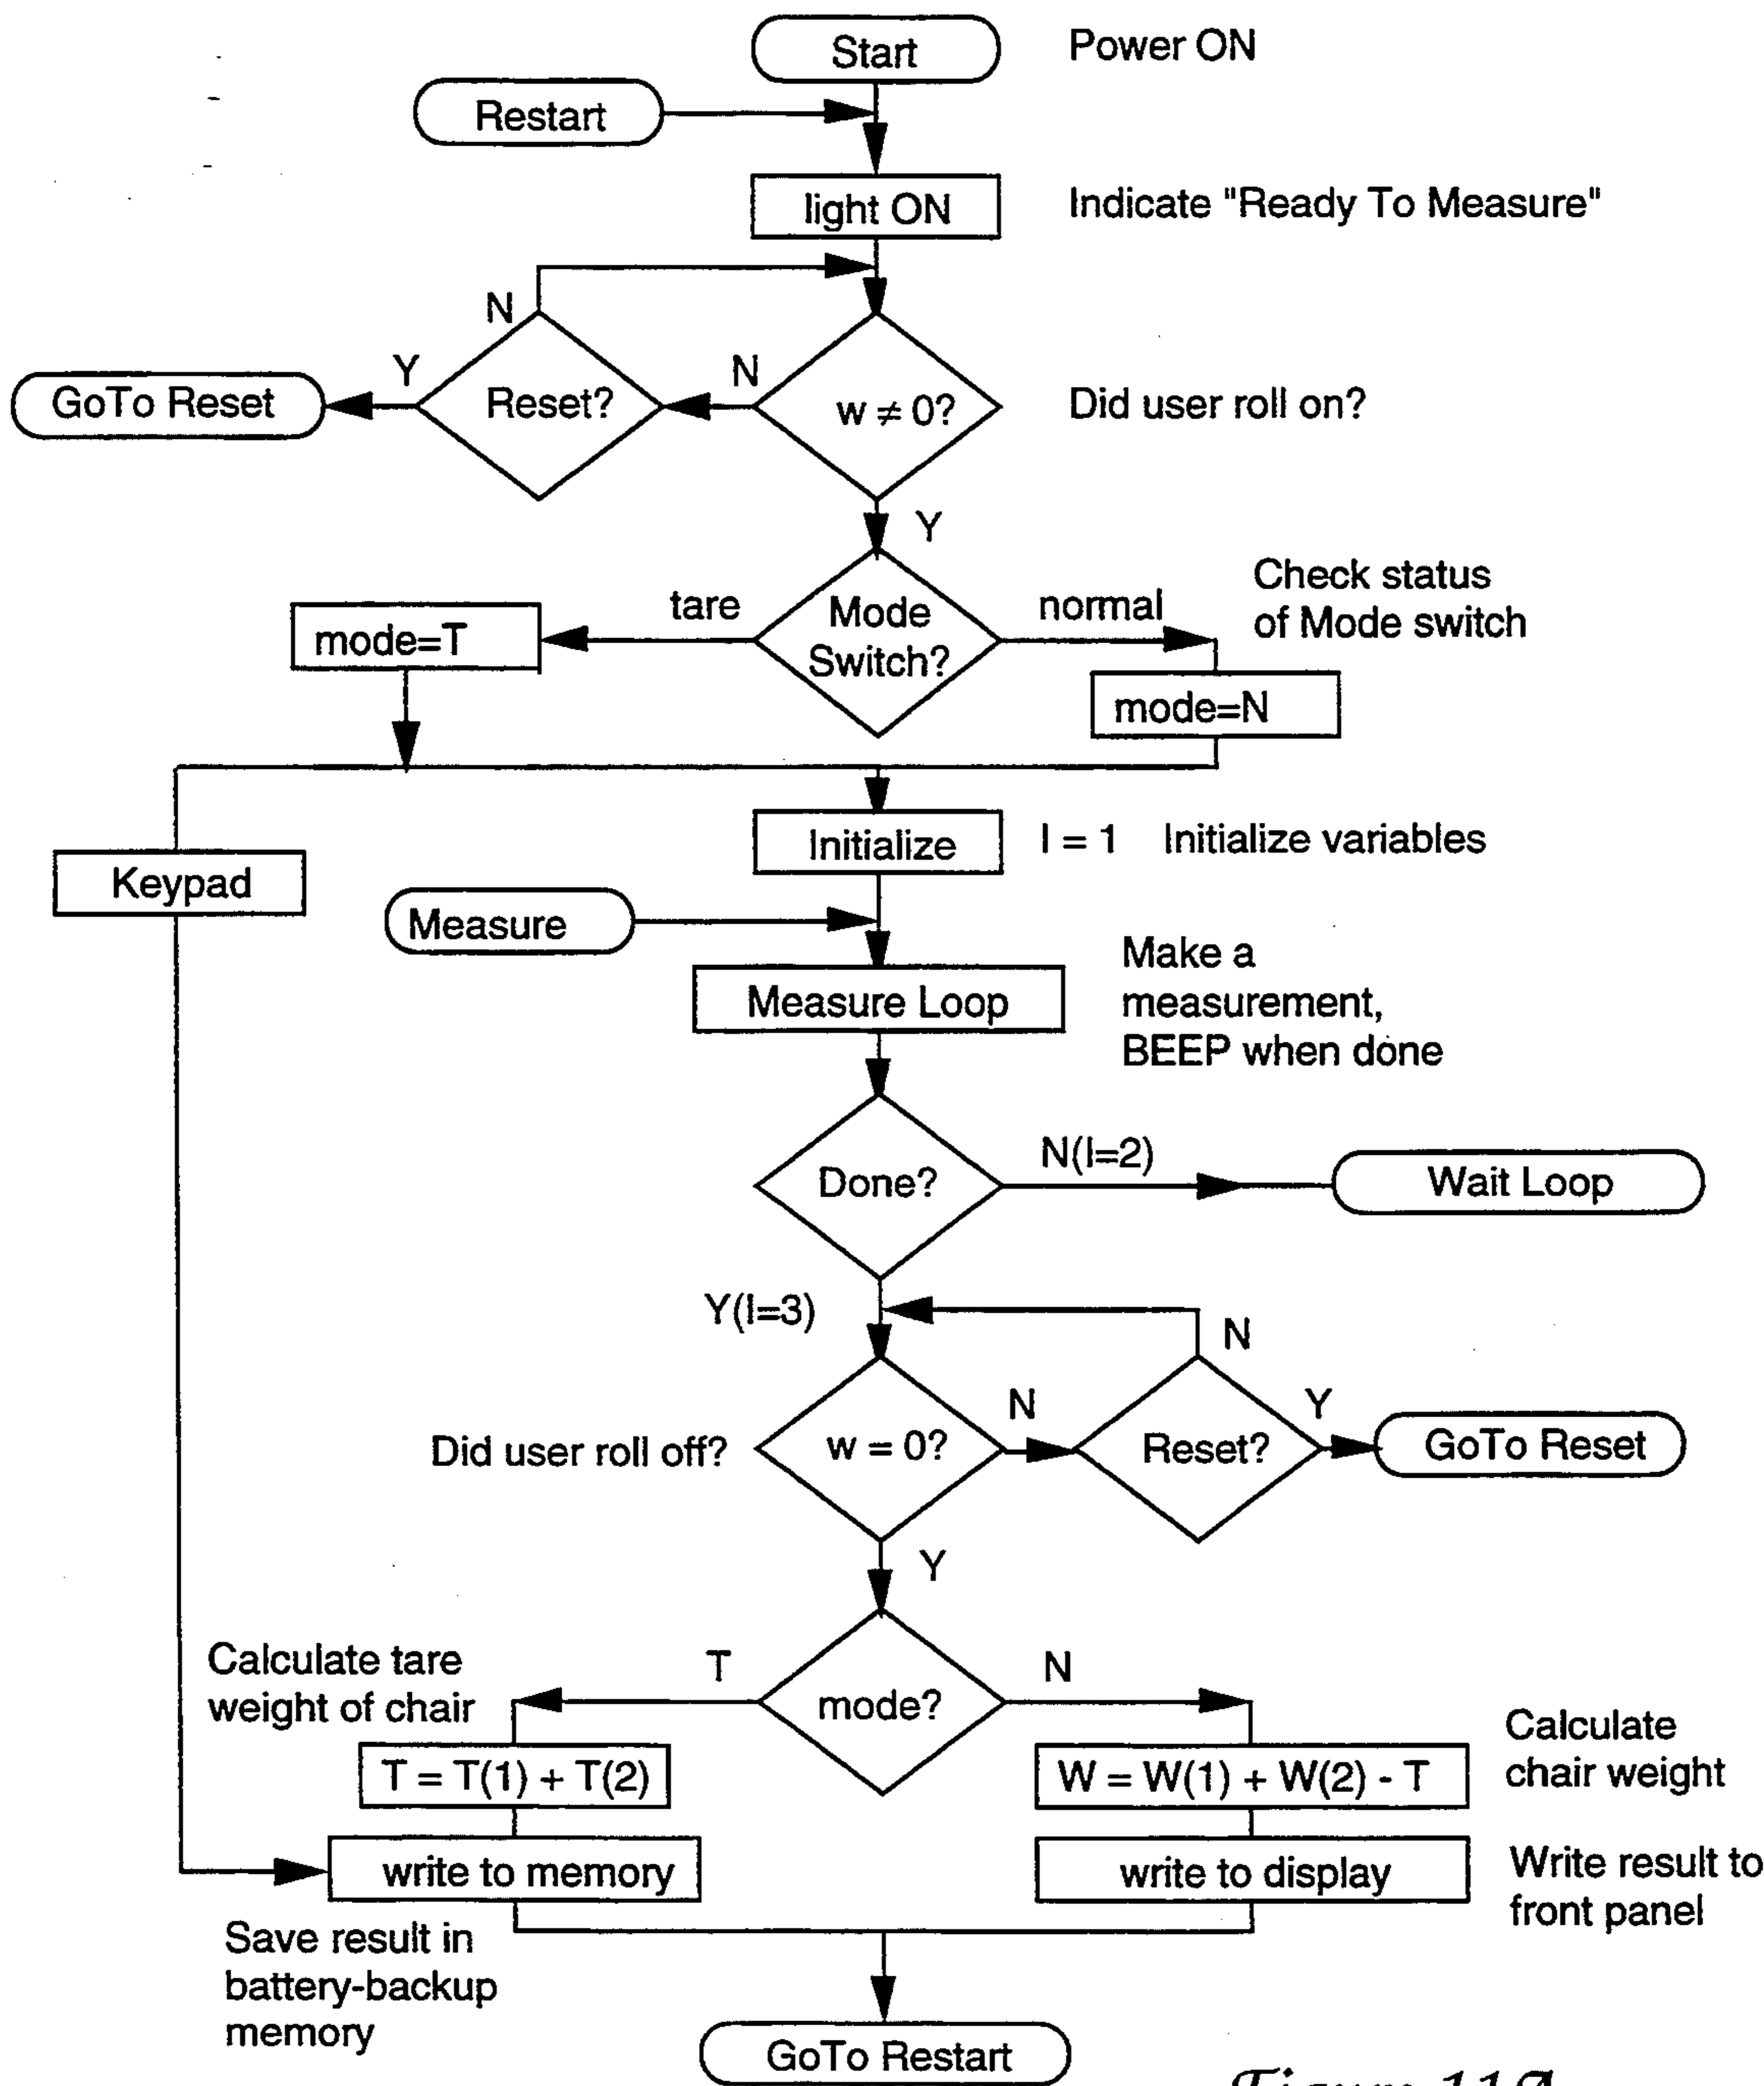 Start
Power ON
Restart
light ON
Indicate "Ready To Measure"
N
Y
N
GoTo Reset
Reset?
w ≠ 0?
Did user roll on?
Y
Check status
of Mode switch
tare
Mode
Switch?
normal
mode=T
mode=N
Initialize
I = 1 Initialize variables
Keypad
Measure
Make a
measurement,
BEEP when done
Measure Loop
N(I=2)
Done?
Wait Loop
Y(I=3)
N
N
Y
Did user roll off?
w = 0?
Reset?
GoTo Reset
Y
Calculate tare
weight of chair
T
mode?
N
Calculate
chair weight
T = T(1) + T(2)
W = W(1) + W(2) - T
write to memory
write to display
Write result to
front panel
Save result in
battery-backup
memory
GoTo Restart
Figure 11A